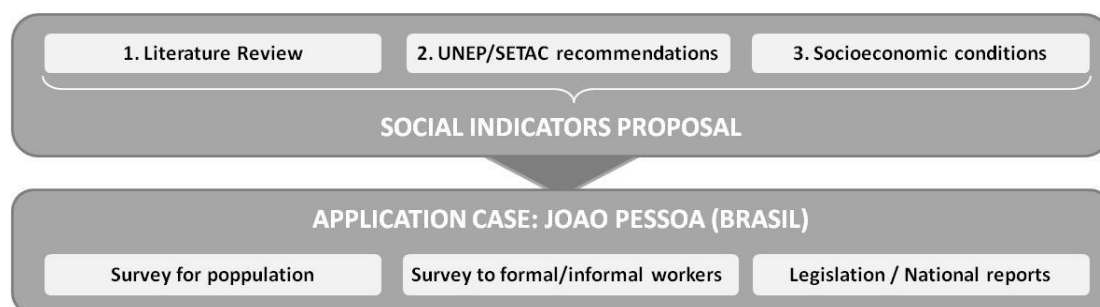 1. Literature Review
2. UNEP/SETAC recommendations
3. Socioeconomic conditions
SOCIAL INDICATORS PROPOSAL
APPLICATION CASE: JOAO PESSOA (BRASIL)
Survey for poppulation
Survey to formal/informal workers
Legislation / National reports